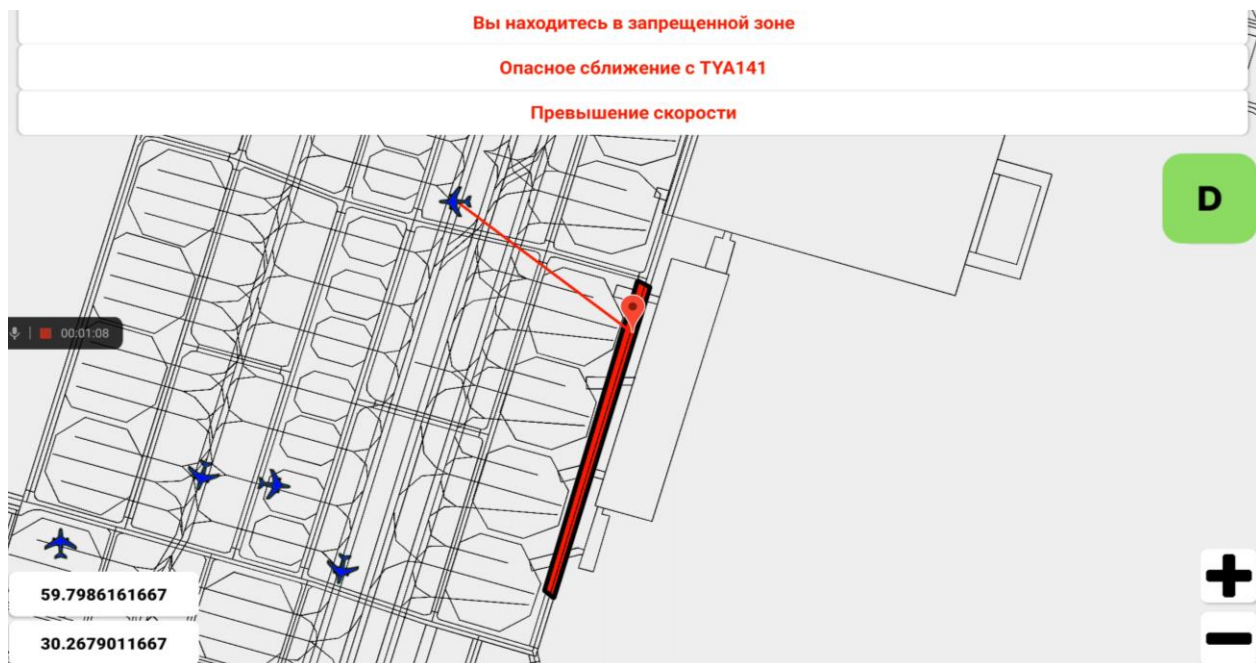 Вы находитесь в запрещенной зоне
Опасное сближение с TYA141
Превышение скорости
D
00:01:08
59.7986161667
30.2679011667